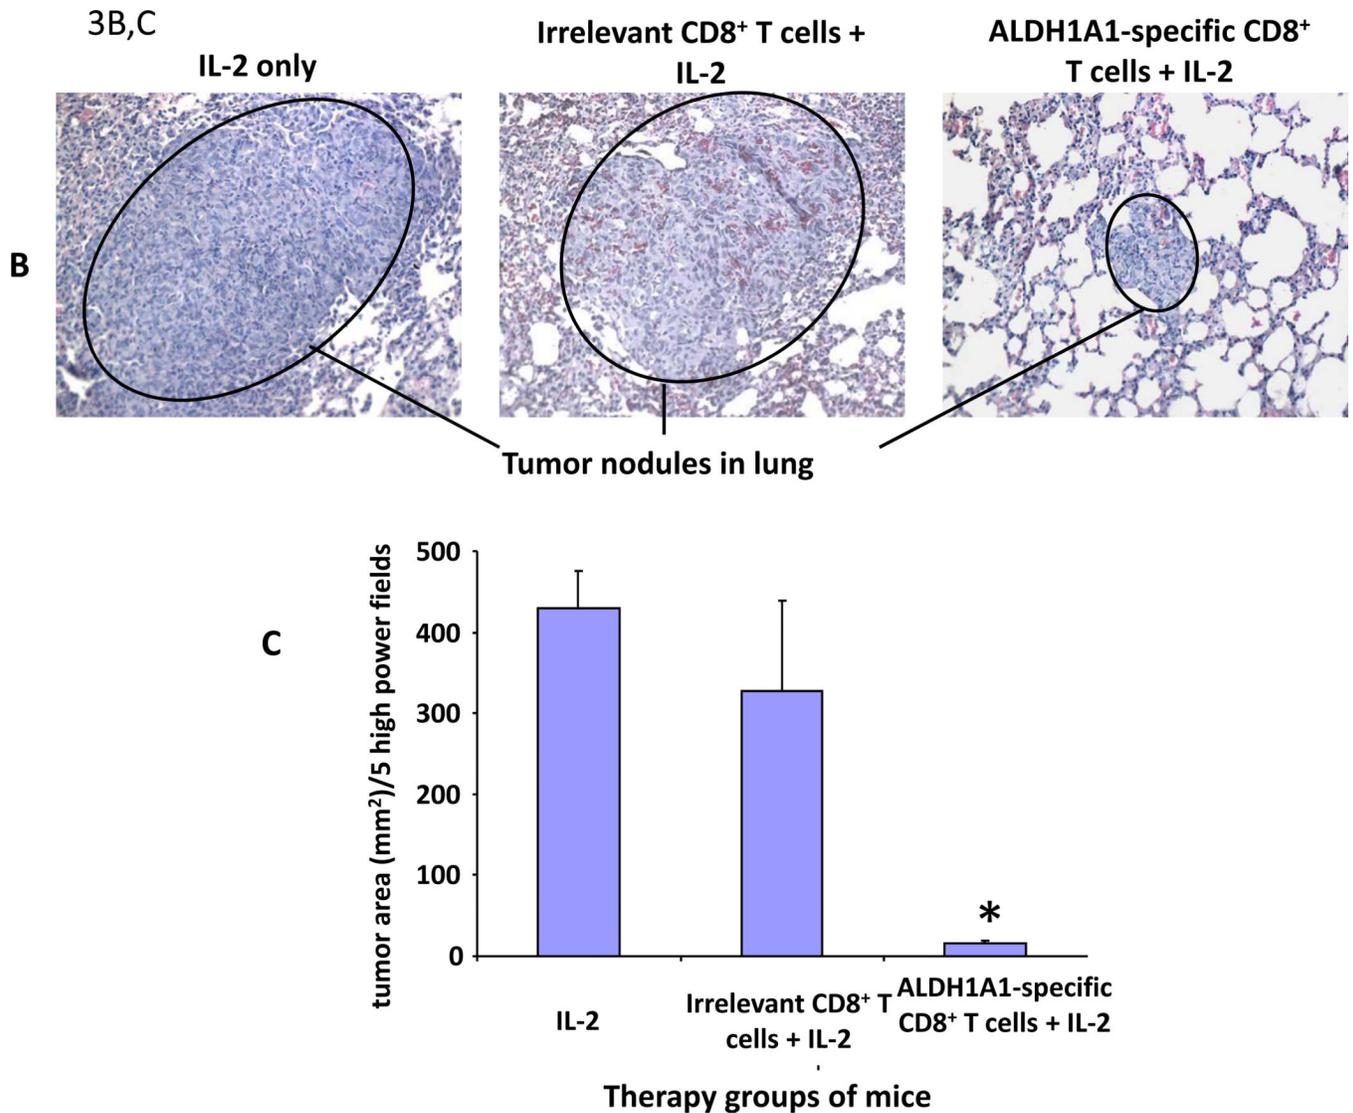 3B,C
IL-2 only
Irrelevant CD8⁺ T cells +
IL-2
ALDH1A1-specific CD8⁺
T cells + IL-2
B
Tumor nodules in lung
C
tumor area (mm²)/5 high power fields
500
400
300
200
100
0
*
IL-2
Irrelevant CD8⁺ T
cells + IL-2
ALDH1A1-specific
CD8⁺ T cells + IL-2
Therapy groups of mice